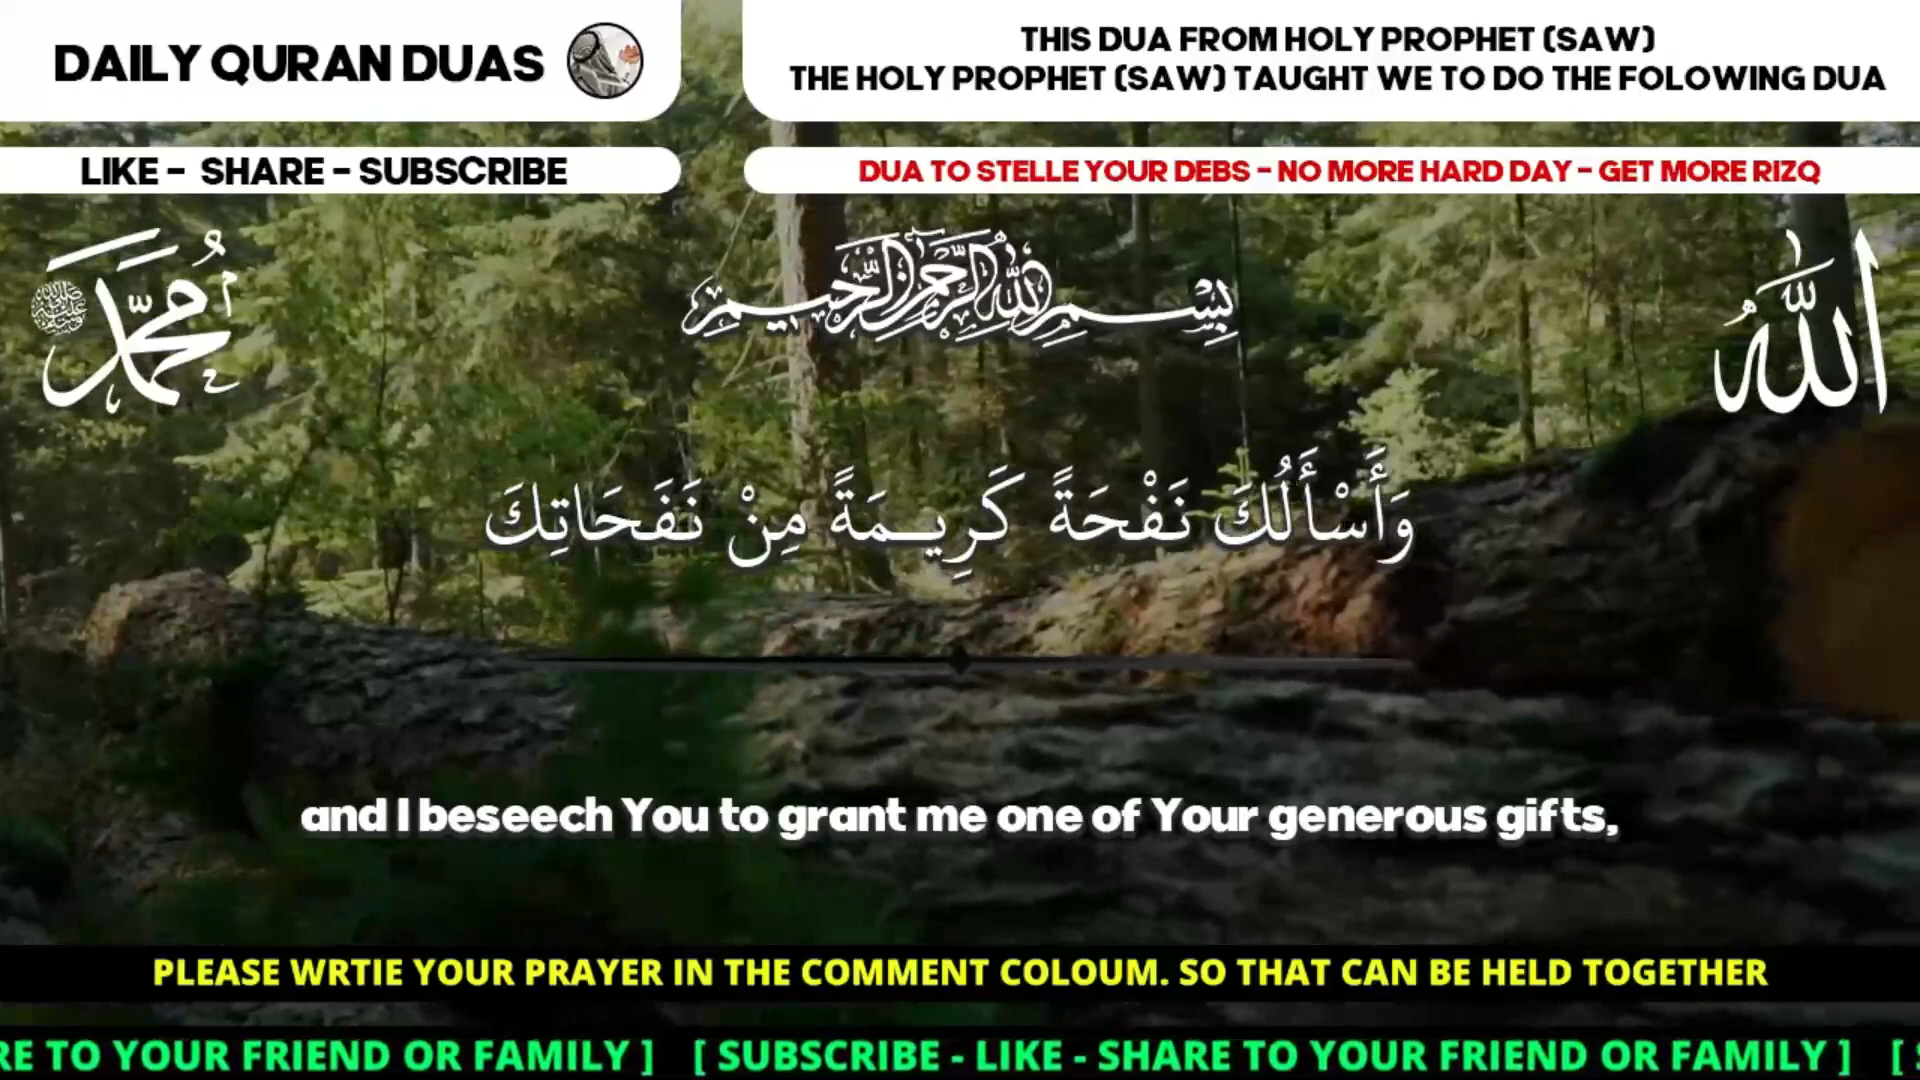 DAILY QURAN DUAS
THIS DUA FROM HOLY PROPHET (SAW)
THE HOLY PROPHET (SAW) TAUGHT WE TO DO THE FOLOWING DUA
LIKE - SHARE - SUBSCRIBE
DUA TO STELLE YOUR DEBS - NO MORE HARD DAY - GET MORE RIZQ
مُحَمَّد
ﷺ
بِسْمِ اللهِ الرَّحْمٰنِ الرَّحِيمِ
الله
وَأَسْأَلُكَ نَفْحَةً كَرِيمَةً مِنْ نَفَحَاتِكَ
and I beseech You to grant me one of Your generous gifts,
PLEASE WRTIE YOUR PRAYER IN THE COMMENT COLOUM. SO THAT CAN BE HELD TOGETHER
RE TO YOUR FRIEND OR FAMILY ] [ SUBSCRIBE - LIKE - SHARE TO YOUR FRIEND OR FAMILY ] [